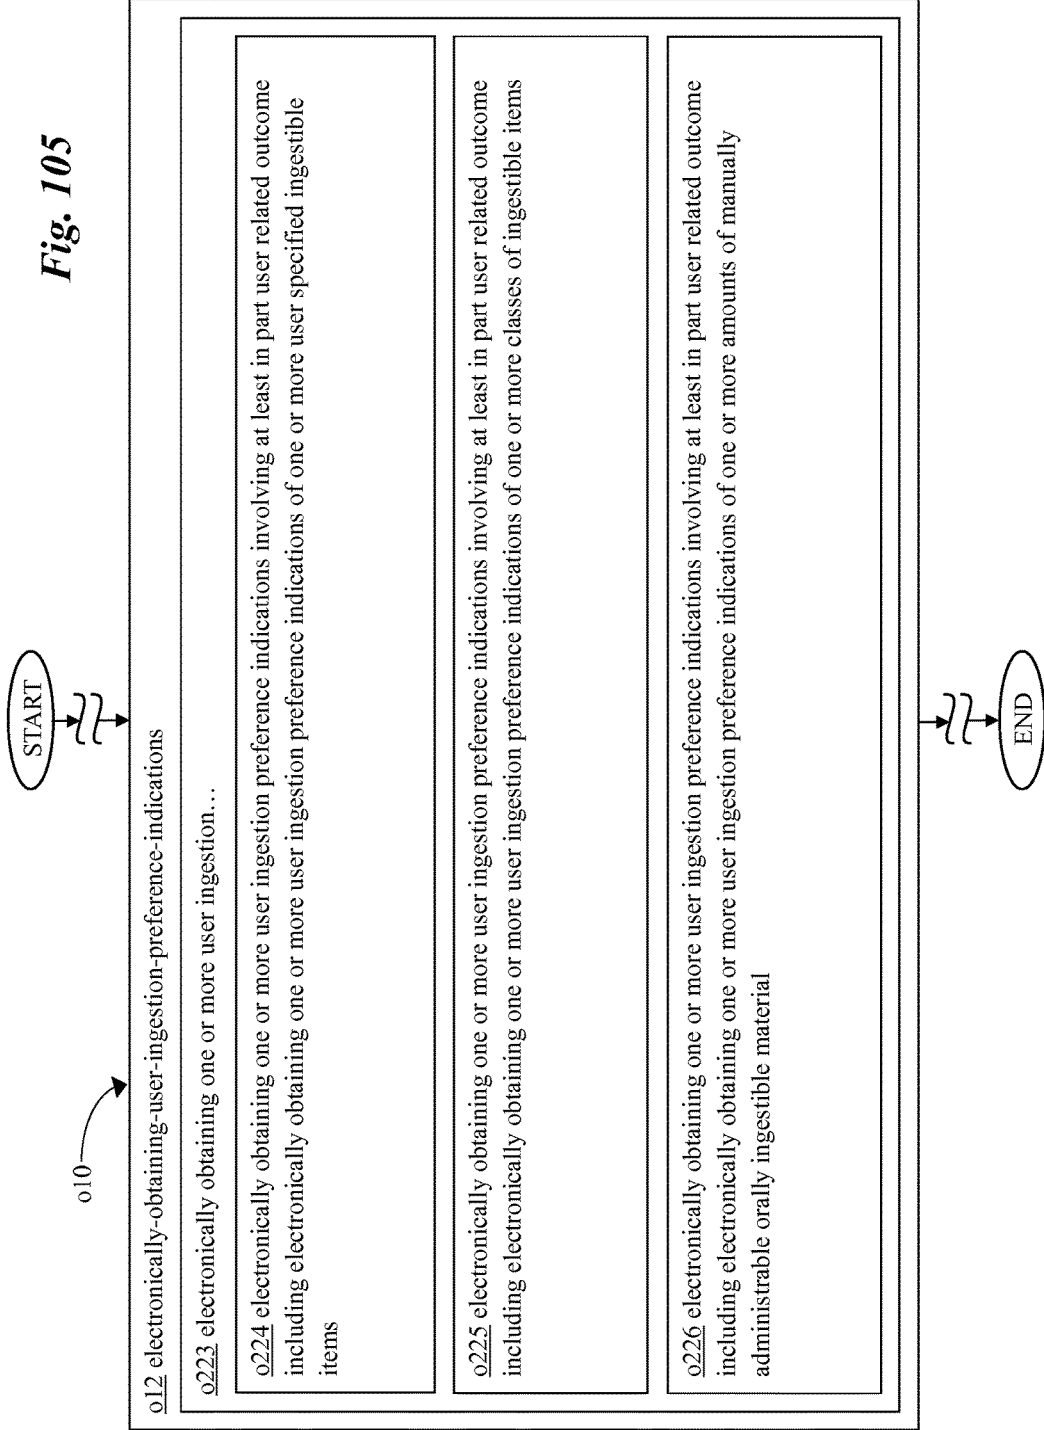 Fig. 105
START
o10
o12 electronically-obtaining-user-ingestion-preference-indications
o223 electronically obtaining one or more user ingestion…
o224 electronically obtaining one or more user ingestion preference indications involving at least in part user related outcome
including electronically obtaining one or more user ingestion preference indications of one or more user specified ingestible
items
o225 electronically obtaining one or more user ingestion preference indications involving at least in part user related outcome
including electronically obtaining one or more user ingestion preference indications of one or more classes of ingestible items
o226 electronically obtaining one or more user ingestion preference indications involving at least in part user related outcome
including electronically obtaining one or more user ingestion preference indications of one or more amounts of manually
administrable orally ingestible material
END